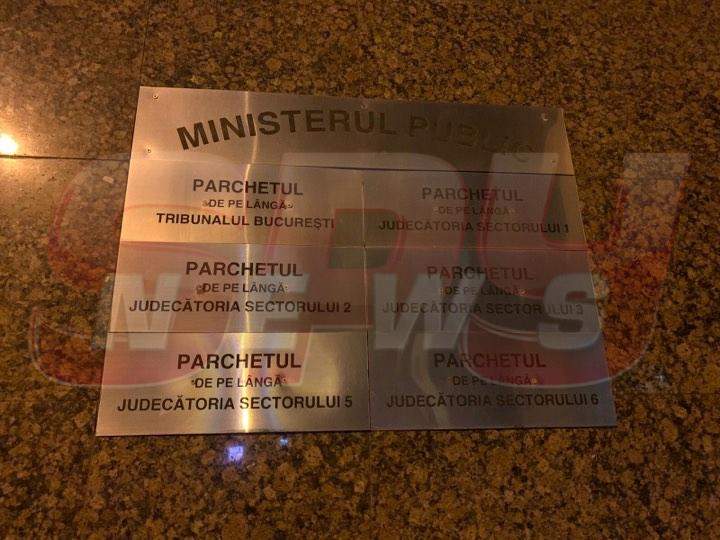 MINISTERUL PUBLIC
PARCHETUL
DE PE LÂNGĂ
TRIBUNALUL BUCUREȘTI
PARCHETUL
DE PE LÂNGĂ
JUDECĂTORIA SECTORULUI 1
PARCHETUL
DE PE LÂNGĂ
JUDECĂTORIA SECTORULUI 2
PARCHETUL
DE PE LÂNGĂ
JUDECĂTORIA SECTORULUI 3
PARCHETUL
DE PE LÂNGĂ
JUDECĂTORIA SECTORULUI 5
PARCHETUL
DE PE LÂNGĂ
JUDECĂTORIA SECTORULUI 6
SPY
NEWS